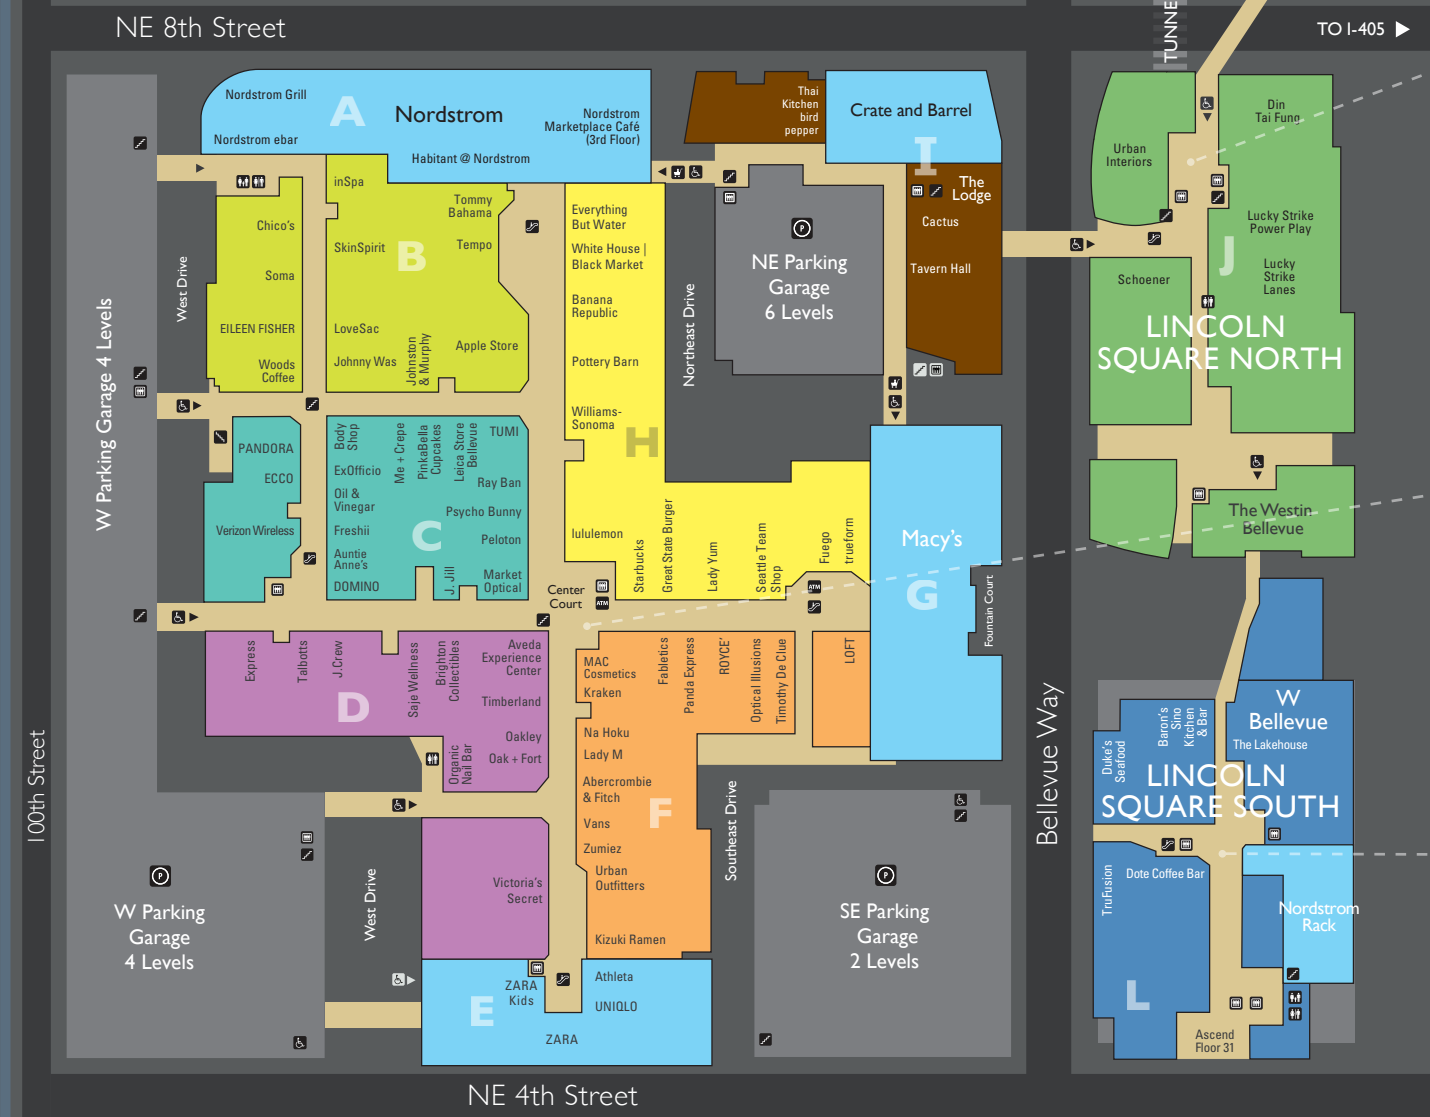 NE 8th Street
TUNNE
TO I-405
Nordstrom Grill
A
Nordstrom
Nordstrom
Marketplace Café
(3rd Floor)
Nordstrom ebar
Habitant @ Nordstrom
Thai
Kitchen
bird
pepper
Crate and Barrel
I
The
Lodge
Cactus
Tavern Hall
Urban
Interiors
Din
Tai Fung
Lucky Strike
Power Play
J
Lucky
Strike
Lanes
Schoener
LINCOLN
SQUARE NORTH
The Westin
Bellevue
W Parking Garage 4 Levels
West Drive
Chico's
Soma
EILEEN FISHER
Woods
Coffee
inSpa
Tommy
Bahama
SkinSpirit
B
Tempo
LoveSac
Johnny Was
Johnston
& Murphy
Apple Store
Everything
But Water
White House |
Black Market
Banana
Republic
Pottery Barn
Williams-
Sonoma
H
lululemon
Starbucks
Great State Burger
Lady Yum
Seattle Team
Shop
Fuego
trueform
Northeast Drive
P
NE Parking
Garage
6 Levels
PANDORA
ECCO
Verizon Wireless
Body
Shop
Me + Crepe
PinkaBella
Cupcakes
Leica Store
Bellevue
TUMI
ExOfficio
Ray Ban
Oil &
Vinegar
Psycho Bunny
Freshii
C
Peloton
Auntie
Anne's
DOMINO
J. Jill
Market
Optical
Center
Court
ATM
ATM
Macy's
G
Fountain Court
Express
Talbotts
J.Crew
Saje Wellness
Brighton
Collectibles
Aveda
Experience
Center
D
Timberland
Oakley
Organic
Nail Bar
Oak + Fort
MAC
Cosmetics
Kraken
Fabletics
Panda Express
ROYCE'
Optical Illusions
Timothy De Clue
LOFT
Na Hoku
Lady M
Abercrombie
& Fitch
F
Vans
Zumiez
Urban
Outfitters
Kizuki Ramen
Southeast Drive
100th Street
Bellevue Way
P
W Parking
Garage
4 Levels
West Drive
Victoria's
Secret
P
SE Parking
Garage
2 Levels
ZARA
Kids
E
Athleta
UNIQLO
ZARA
W
Bellevue
The Lakehouse
Baron's
Sino
Kitchen
& Bar
Duke's
Seafood
LINCOLN
SQUARE SOUTH
TruFusion
Dote Coffee Bar
Nordstrom
Rack
L
Ascend
Floor 31
NE 4th Street